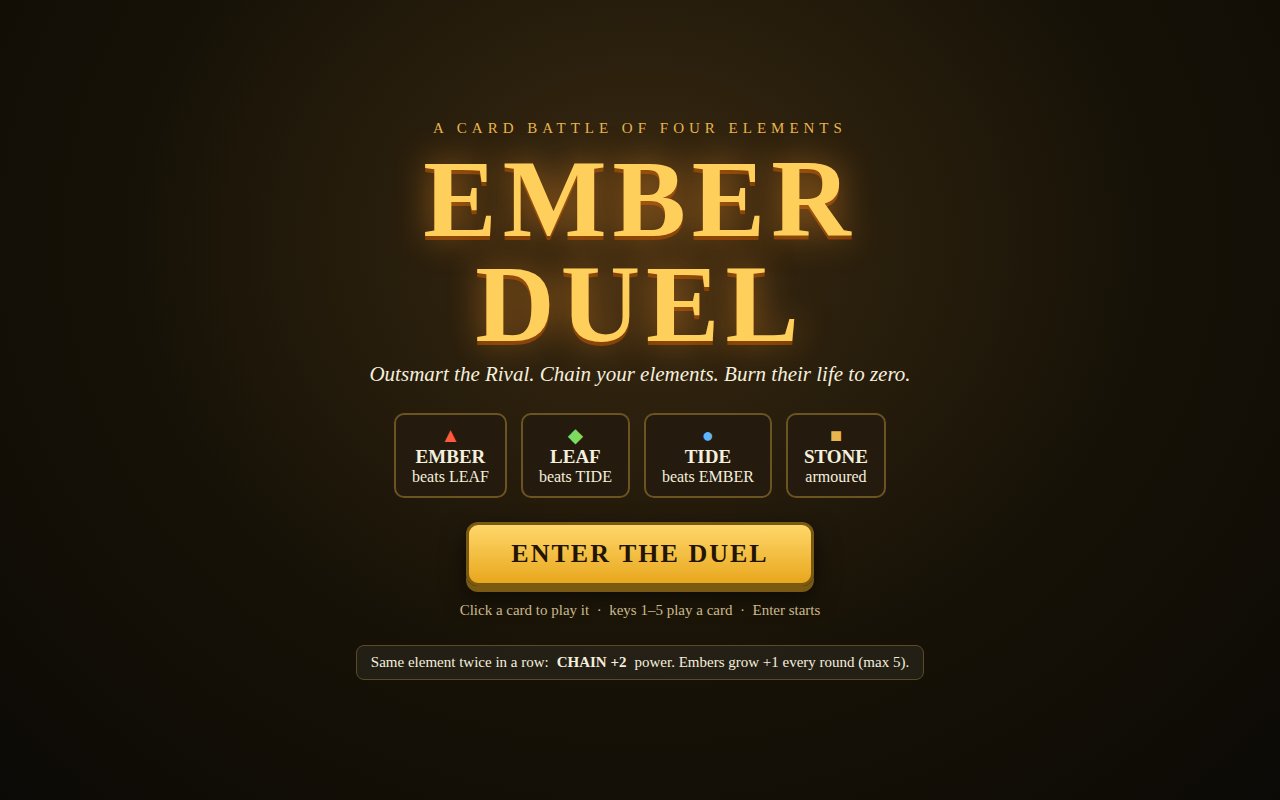 A CARD BATTLE OF FOUR ELEMENTS
EMBER
DUEL
Outsmart the Rival. Chain your elements. Burn their life to zero.
EMBER
beats LEAF
LEAF
beats TIDE
TIDE
beats EMBER
STONE
armoured
ENTER THE DUEL
Click a card to play it · keys 1–5 play a card · Enter starts
Same element twice in a row: CHAIN +2 power. Embers grow +1 every round (max 5).